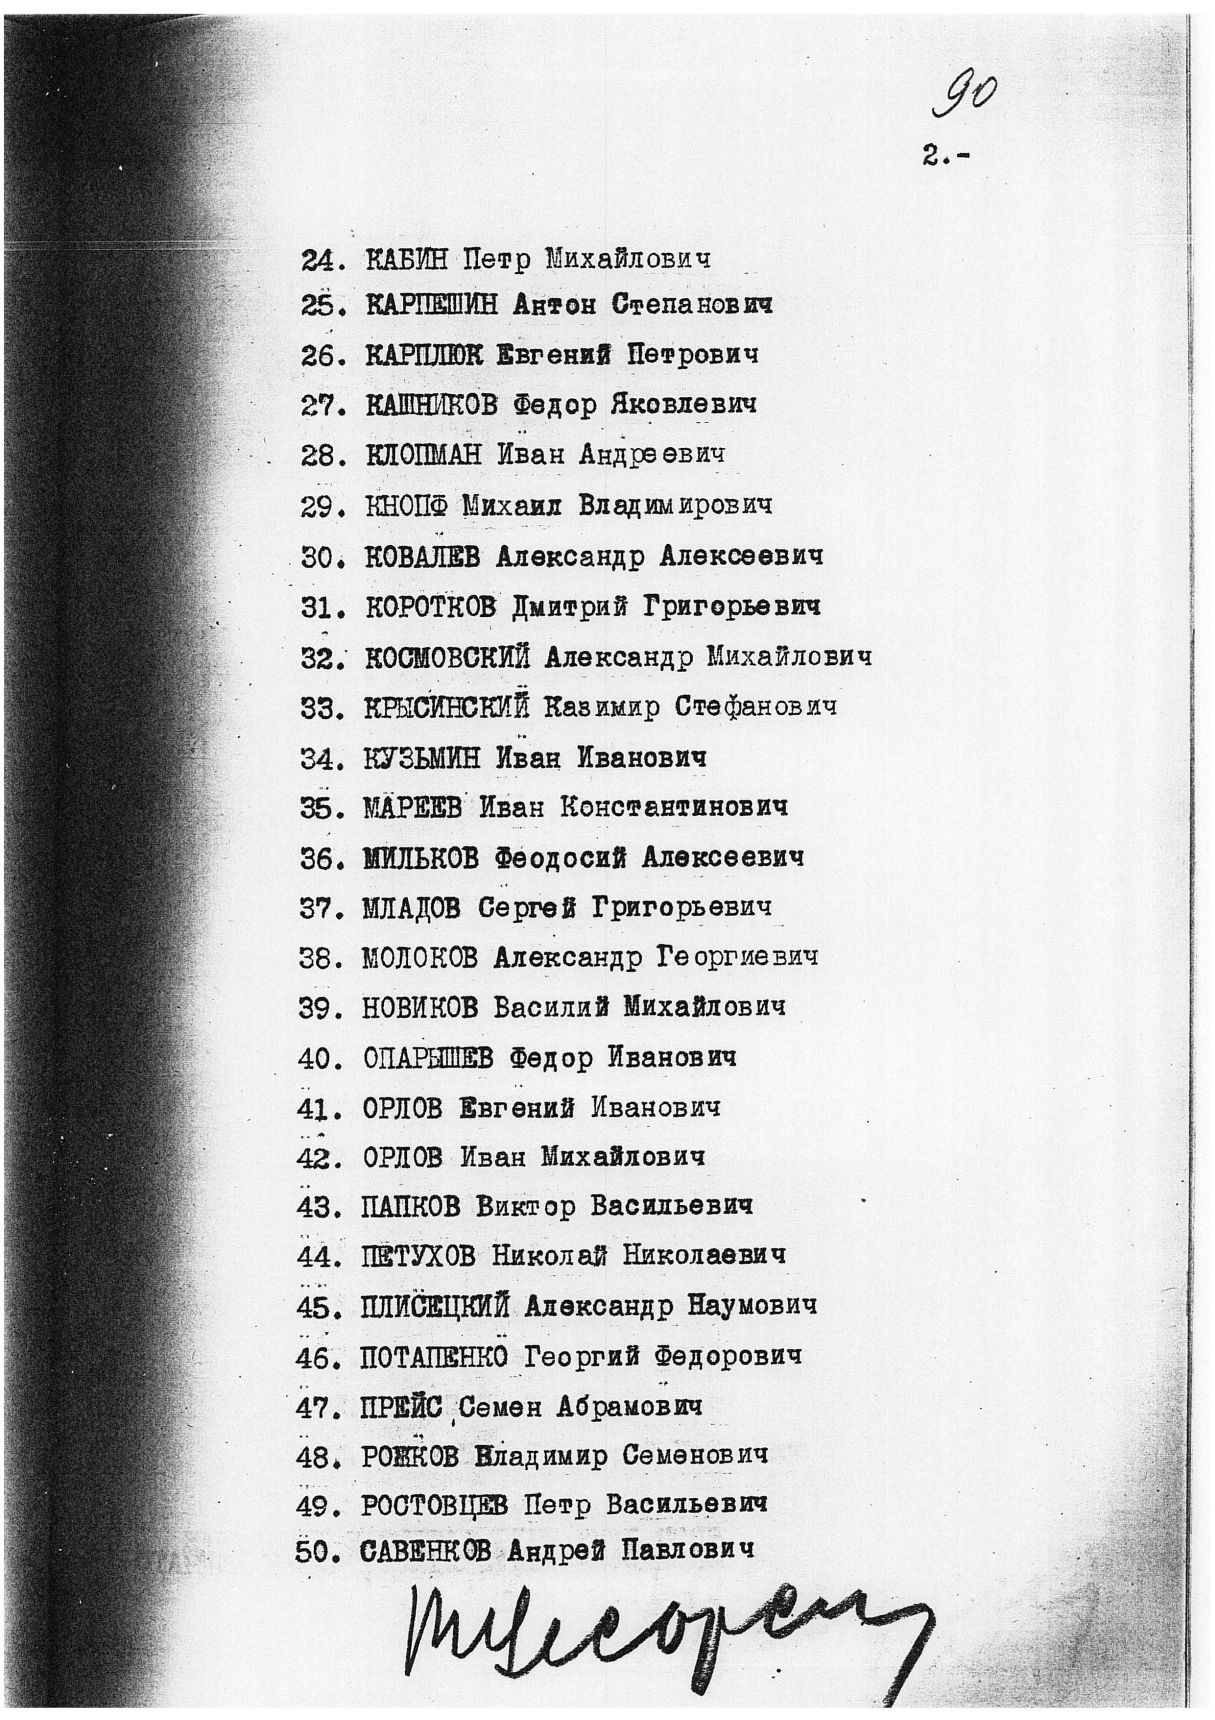 90
2.-
24. КАБИН Петр Михайлович
25. КАРПЕШИН Антон Степанович
26. КАРПЛЮК Евгений Петрович
27. КАШНИКОВ Федор Яковлевич
28. КЛОПМАН Иван Андреевич
29. КНОПФ Михаил Владимирович
30. КОВАЛЕВ Александр Алексеевич
31. КОРОТКОВ Дмитрий Григорьевич
32. КОСМОВСКИЙ Александр Михайлович
33. КРЫСИНСКИЙ Казимир Стефанович
34. КУЗЬМИН Иван Иванович
35. МАРЕЕВ Иван Константинович
36. МИЛЬКОВ Феодосий Алексеевич
37. МЛАДОВ Сергей Григорьевич
38. МОЛОКОВ Александр Георгиевич
39. НОВИКОВ Василий Михайлович
40. ОПАРЫШЕВ Федор Иванович
41. ОРЛОВ Евгений Иванович
42. ОРЛОВ Иван Михайлович
43. ПАПКОВ Виктор Васильевич
44. ПЕТУХОВ Николай Николаевич
45. ПЛИСЕЦКИЙ Александр Наумович
46. ПОТАПЕНКО Георгий Федорович
47. ПРЕЙС Семен Абрамович
48. РОЖКОВ Владимир Семенович
49. РОСТОВЦЕВ Петр Васильевич
50. САВЕНКОВ Андрей Павлович